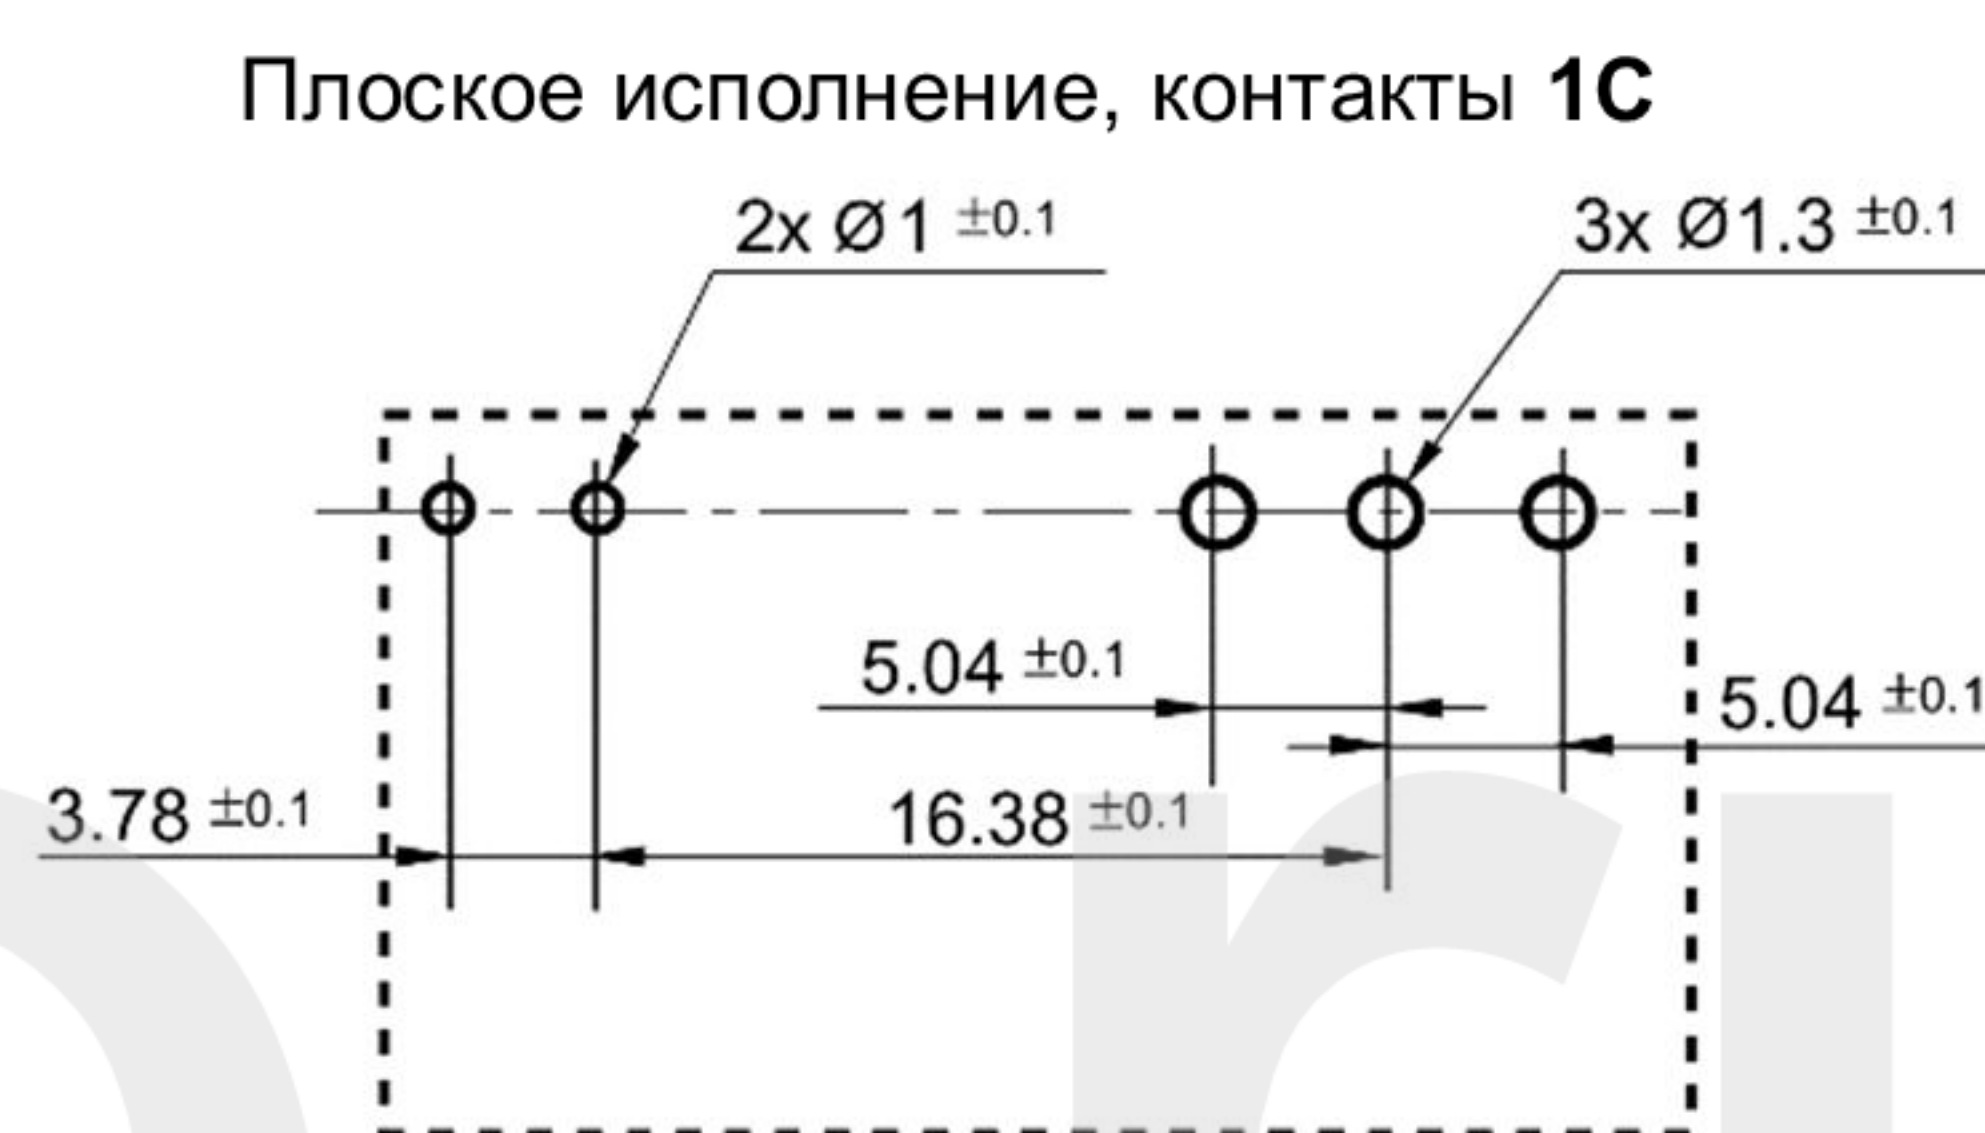 Плоское исполнение, контакты 1C
2x Ø1 ±0.1
3x Ø1.3 ±0.1
5.04 ±0.1
5.04 ±0.1
3.78 ±0.1
16.38 ±0.1